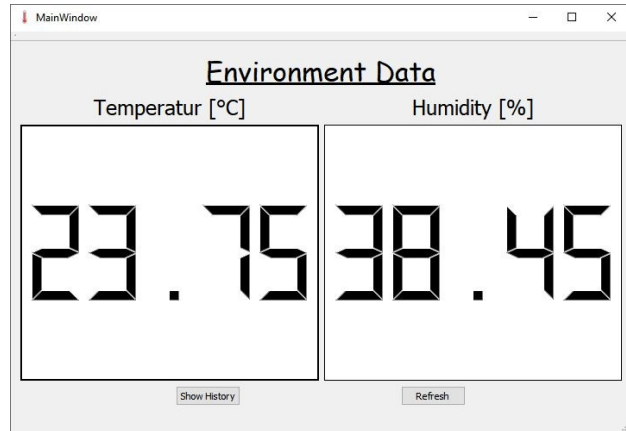 MainWindow
Environment Data
Temperatur [°C] Humidity [%]
23.75 38.45
Show History Refresh